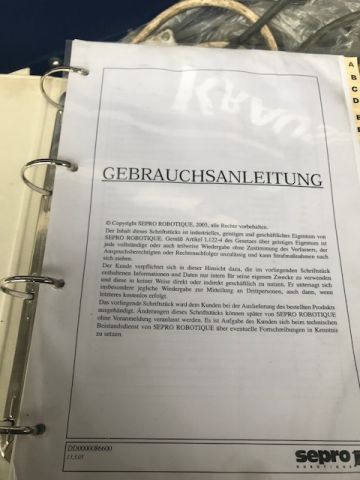 A
B
C
D
E
KRAU
GEBRAUCHSANLEITUNG
© Copyright SEPRO ROBOTIQUE, 2003, alle Rechte vorbehalten.
Der Inhalt dieses Schriftstücks ist industrielles, geistiges und geschäftliches Eigentum von
SEPRO ROBOTIQUE. Gemäß Artikel L122-4 des Gesetzes über geistiges Eigentum ist
jede vollständige oder auch teilweise Wiedergabe ohne Zustimmung des Verfassers, der
Anspruchsberechtigten oder Rechtsnachfolger unzulässig und kann Strafmaßnahmen nach
sich ziehen.
Der Kunde verpflichtet sich in dieser Hinsicht dazu, die im vorliegenden Schriftstück
enthaltenen Informationen und Daten nur intern für seine eigenen Zwecke zu verwenden
und diese in keiner Weise direkt oder indirekt geschäftlich zu nutzen. Er untersagt sich
insbesondere jegliche Wiedergabe zur Mitteilung an Drittpersonen, auch dann, wenn
letzteres kostenlos erfolgt.
Das vorliegende Schriftstück wird dem Kunden bei der Auslieferung des bestellten Produkts
ausgehändigt. Änderungen dieses Schriftstücks können später von SEPRO ROBOTIQUE
ohne Voranmeldung veranlasst werden. Es ist Aufgabe des Kunden sich beim technischen
Beistandsdienst von SEPRO ROBOTIQUE über eventuelle Fortschreibungen in Kenntnis
zu setzen.
DD0000086600
sepro
ROBOTIQUE